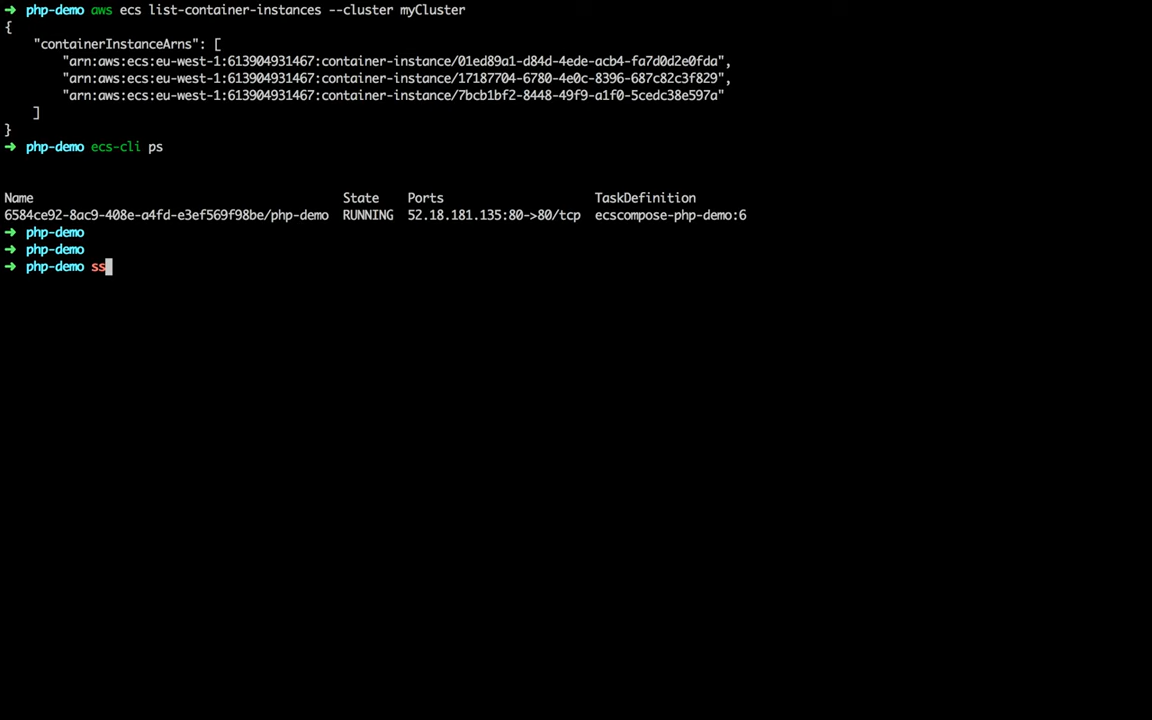 ➜ php-demo aws ecs list-container-instances --cluster myCluster
{
    "containerInstanceArns": [
        "arn:aws:ecs:eu-west-1:613904931467:container-instance/01ed89a1-d84d-4ede-acb4-fa7d0d2e0fda",
        "arn:aws:ecs:eu-west-1:613904931467:container-instance/17187704-6780-4e0c-8396-687c82c3f829",
        "arn:aws:ecs:eu-west-1:613904931467:container-instance/7bcb1bf2-8448-49f9-a1f0-5cedc38e597a"
    ]
}
➜ php-demo ecs-cli ps
Name State Ports TaskDefinition
6584ce92-8ac9-408e-a4fd-e3ef569f98be/php-demo RUNNING 52.18.181.135:80->80/tcp ecscompose-php-demo:6
➜ php-demo
➜ php-demo
➜ php-demo ss